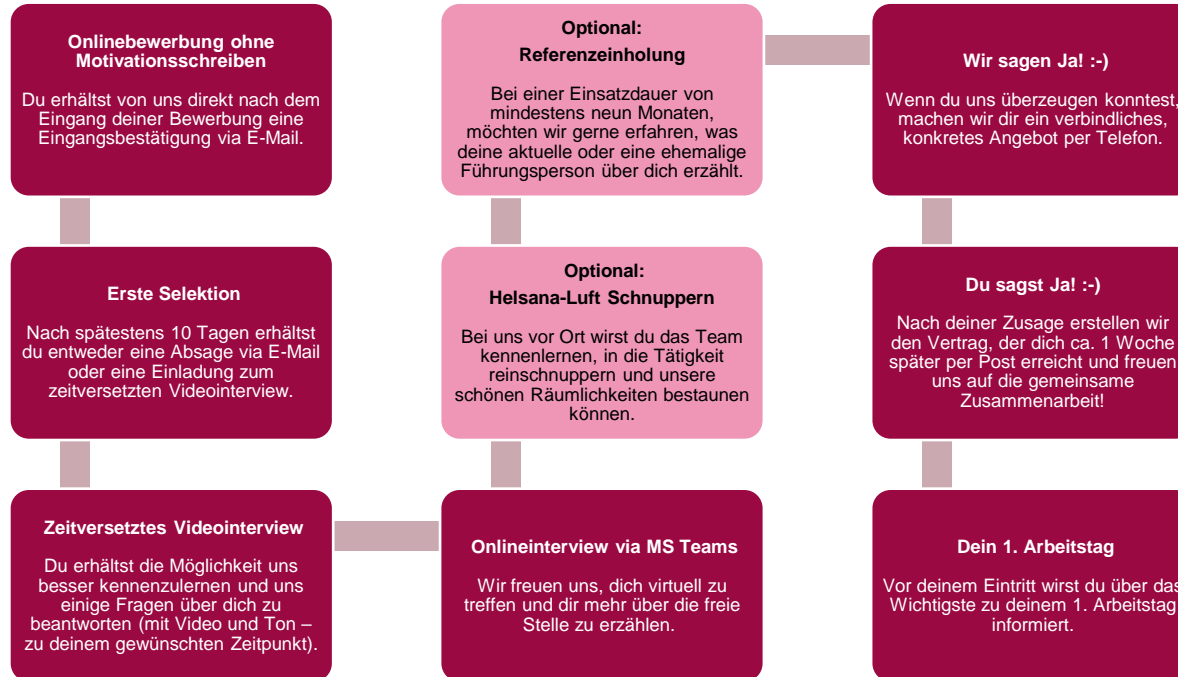 Onlinebewerbung ohne
Motivationsschreiben
Du erhältst von uns direkt nach dem
Eingang deiner Bewerbung eine
Eingangsbestätigung via E-Mail.
Erste Selektion
Nach spätestens 10 Tagen erhältst
du entweder eine Absage via E-Mail
oder eine Einladung zum
zeitversetzten Videointerview.
Zeitversetztes Videointerview
Du erhältst die Möglichkeit uns
besser kennenzulernen und uns
einige Fragen über dich zu
beantworten (mit Video und Ton –
zu deinem gewünschten Zeitpunkt).
Onlineinterview via MS Teams
Wir freuen uns, dich virtuell zu
treffen und dir mehr über die freie
Stelle zu erzählen.
Optional:
Helsana-Luft Schnuppern
Bei uns vor Ort wirst du das Team
kennenlernen, in die Tätigkeit
reinschnuppern und unsere
schönen Räumlichkeiten bestaunen
können.
Optional:
Referenzeinholung
Bei einer Einsatzdauer von
mindestens neun Monaten,
möchten wir gerne erfahren, was
deine aktuelle oder eine ehemalige
Führungsperson über dich erzählt.
Wir sagen Ja! :-)
Wenn du uns überzeugen konntest,
machen wir dir ein verbindliches,
konkretes Angebot per Telefon.
Du sagst Ja! :-)
Nach deiner Zusage erstellen wir
den Vertrag, der dich ca. 1 Woche
später per Post erreicht und freuen
uns auf die gemeinsame
Zusammenarbeit!
Dein 1. Arbeitstag
Vor deinem Eintritt wirst du über das
Wichtigste zu deinem 1. Arbeitstag
informiert.